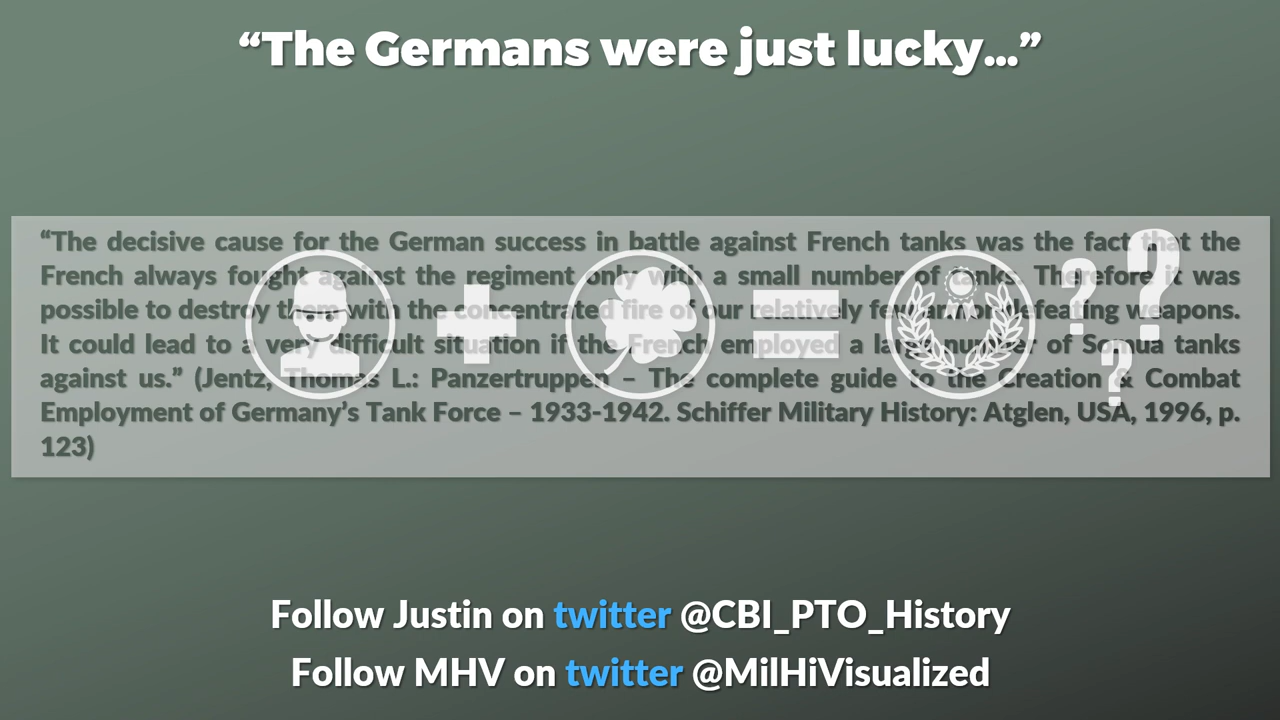 “The Germans were just lucky...”
“The decisive cause for the German success in battle against French tanks was the fact that the
French always fought against the regiment only with a small number of tanks. Therefore it was
possible to destroy them with the concentrated fire of our relatively few armor defeating weapons.
It could lead to a very difficult situation if the French employed a large number of Somua tanks
against us.” (Jentz, Thomas L.: Panzertruppen – The complete guide to the Creation & Combat
Employment of Germany’s Tank Force – 1933-1942. Schiffer Military History: Atglen, USA, 1996, p.
123)
? ? ?
Follow Justin on twitter @CBI_PTO_History
Follow MHV on twitter @MilHiVisualized